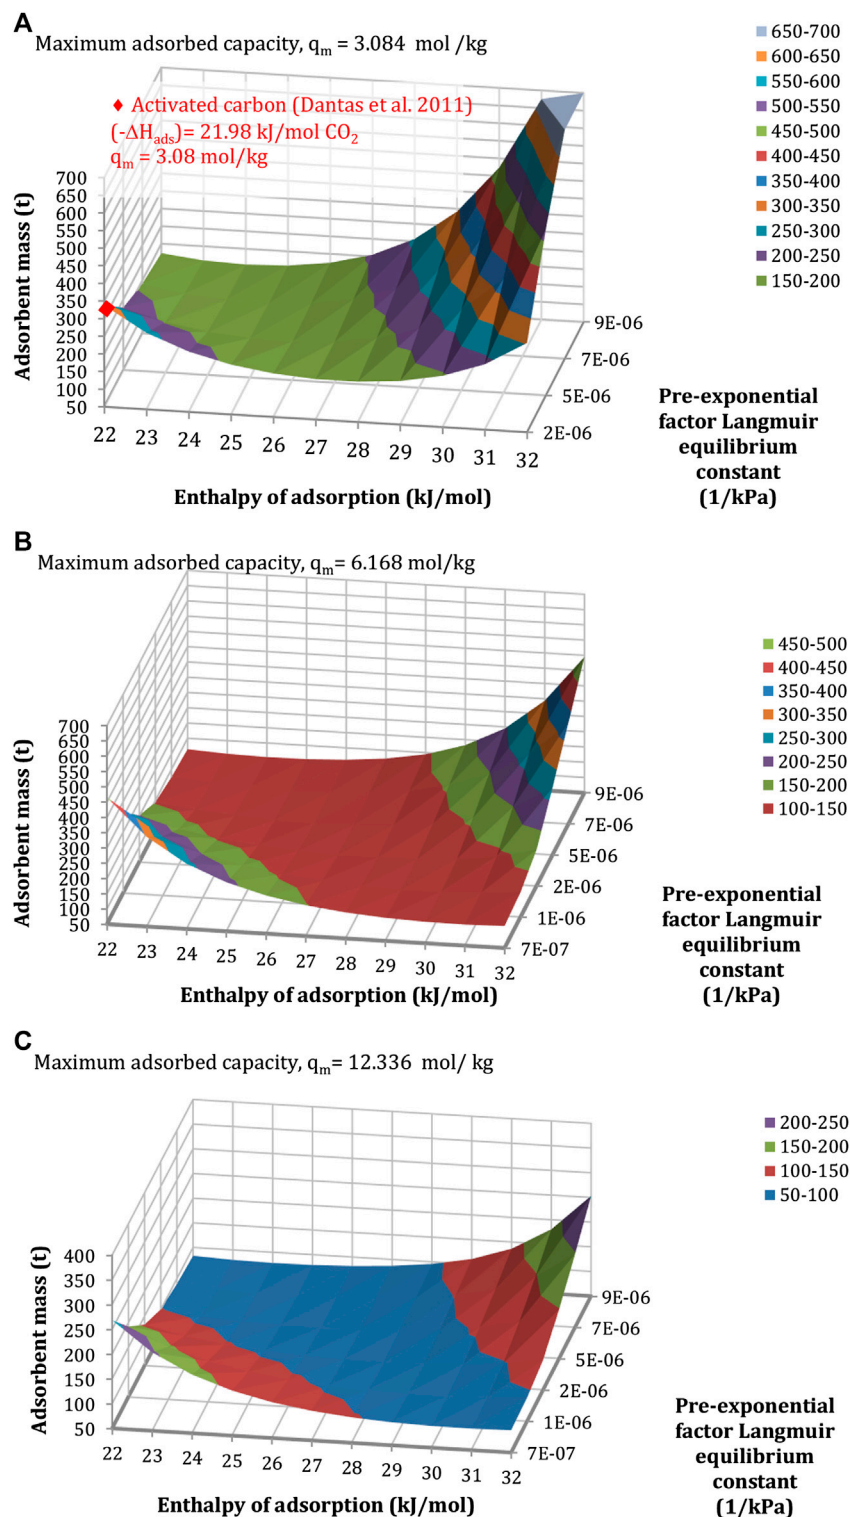 A
Maximum adsorbed capacity, qm = 3.084 mol /kg
♦ Activated carbon (Dantas et al. 2011)
(-ΔHads)= 21.98 kJ/mol CO2
qm = 3.08 mol/kg
650-700
600-650
550-600
500-550
450-500
400-450
350-400
300-350
250-300
200-250
150-200
Adsorbent mass (t)
700
650
600
550
500
450
400
350
300
250
200
150
100
50
22
23
24
25
26
27
28
29
30
31
32
9E-06
7E-06
5E-06
2E-06
Enthalpy of adsorption (kJ/mol)
Pre-exponential
factor Langmuir
equilibrium
constant
(1/kPa)
B
Maximum adsorbed capacity, qm= 6.168 mol/kg
450-500
400-450
350-400
300-350
250-300
200-250
150-200
100-150
Adsorbent mass (t)
700
650
600
550
500
450
400
350
300
250
200
150
100
50
22
23
24
25
26
27
28
29
30
31
32
9E-06
7E-06
5E-06
2E-06
1E-06
7E-07
Enthalpy of adsorption (kJ/mol)
Pre-exponential
factor Langmuir
equilibrium
constant
(1/kPa)
C
Maximum adsorbed capacity, qm= 12.336 mol/ kg
200-250
150-200
100-150
50-100
Adsorbent mass (t)
400
350
300
250
200
150
100
50
22
23
24
25
26
27
28
29
30
31
32
9E-06
7E-06
5E-06
2E-06
1E-06
7E-07
Enthalpy of adsorption (kJ/mol)
Pre-exponential
factor Langmuir
equilibrium
constant
(1/kPa)